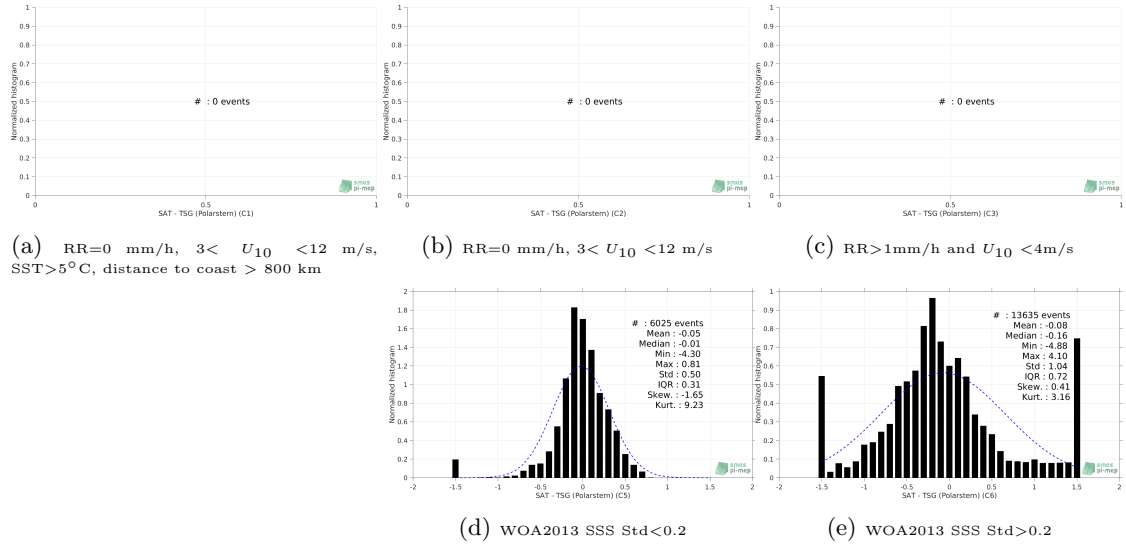 Normalized histogram
1
0.9
0.8
0.7
0.6
0.5
0.4
0.3
0.2
0.1
0
# : 0 events
smos
pi-mep
0 0.5 1
SAT - TSG (Polarstern) (C1)
(a) RR=0 mm/h, 3< U10 <12 m/s,
SST>5°C, distance to coast > 800 km
Normalized histogram
1
0.9
0.8
0.7
0.6
0.5
0.4
0.3
0.2
0.1
0
# : 0 events
smos
pi-mep
0 0.5 1
SAT - TSG (Polarstern) (C2)
(b) RR=0 mm/h, 3< U10 <12 m/s
Normalized histogram
1
0.9
0.8
0.7
0.6
0.5
0.4
0.3
0.2
0.1
0
# : 0 events
smos
pi-mep
0 0.5 1
SAT - TSG (Polarstern) (C3)
(c) RR>1mm/h and U10 <4m/s
Normalized histogram
2
1.8
1.6
1.4
1.2
1
0.8
0.6
0.4
0.2
0
# : 6025 events
Mean : -0.05
Median : -0.01
Min : -4.30
Max : 0.81
Std : 0.50
IQR : 0.31
Skew. : -1.65
Kurt. : 9.23
smos
pi-mep
-2 -1.5 -1 -0.5 0 0.5 1 1.5 2
SAT - TSG (Polarstern) (C5)
(d) WOA2013 SSS Std<0.2
Normalized histogram
1
0.9
0.8
0.7
0.6
0.5
0.4
0.3
0.2
0.1
0
# : 13635 events
Mean : -0.08
Median : -0.16
Min : -4.88
Max : 4.10
Std : 1.04
IQR : 0.72
Skew. : 0.41
Kurt. : 3.16
smos
pi-mep
-2 -1.5 -1 -0.5 0 0.5 1 1.5 2
SAT - TSG (Polarstern) (C6)
(e) WOA2013 SSS Std>0.2